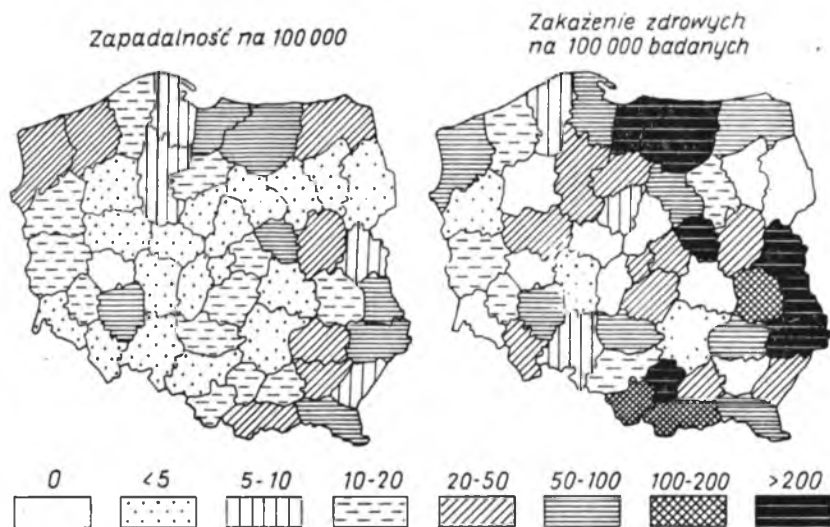 Zapadalność na 100 000
Zakażenie zdrowych
na 100 000 badanych
0 <5 5-10 10-20 20-50 50-100 100-200 >200